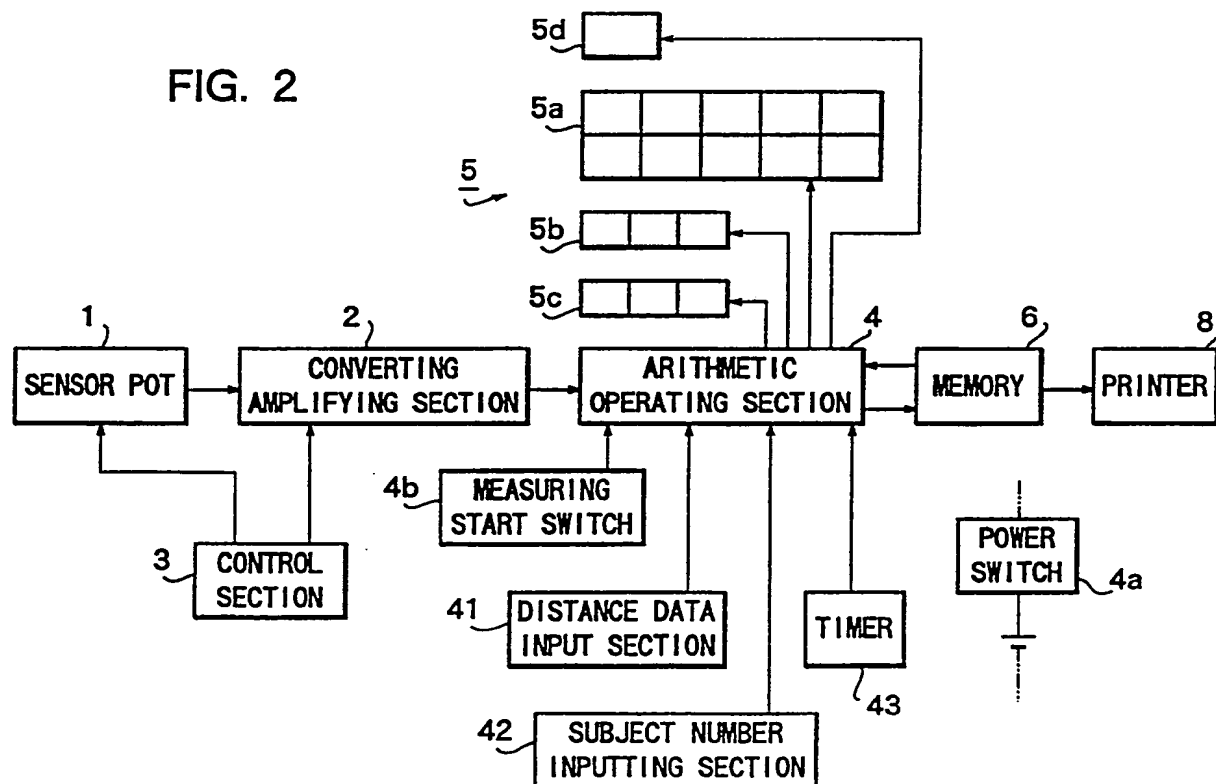 5d
FIG. 2
5a
5
5b
5c
1
2
4
6
8
SENSOR POT
CONVERTING
AMPLIFYING SECTION
ARITHMETIC
OPERATING SECTION
MEMORY
PRINTER
4b
MEASURING
START SWITCH
3
CONTROL
SECTION
POWER
SWITCH
4a
41
DISTANCE DATA
INPUT SECTION
TIMER
43
42
SUBJECT NUMBER
INPUTTING SECTION